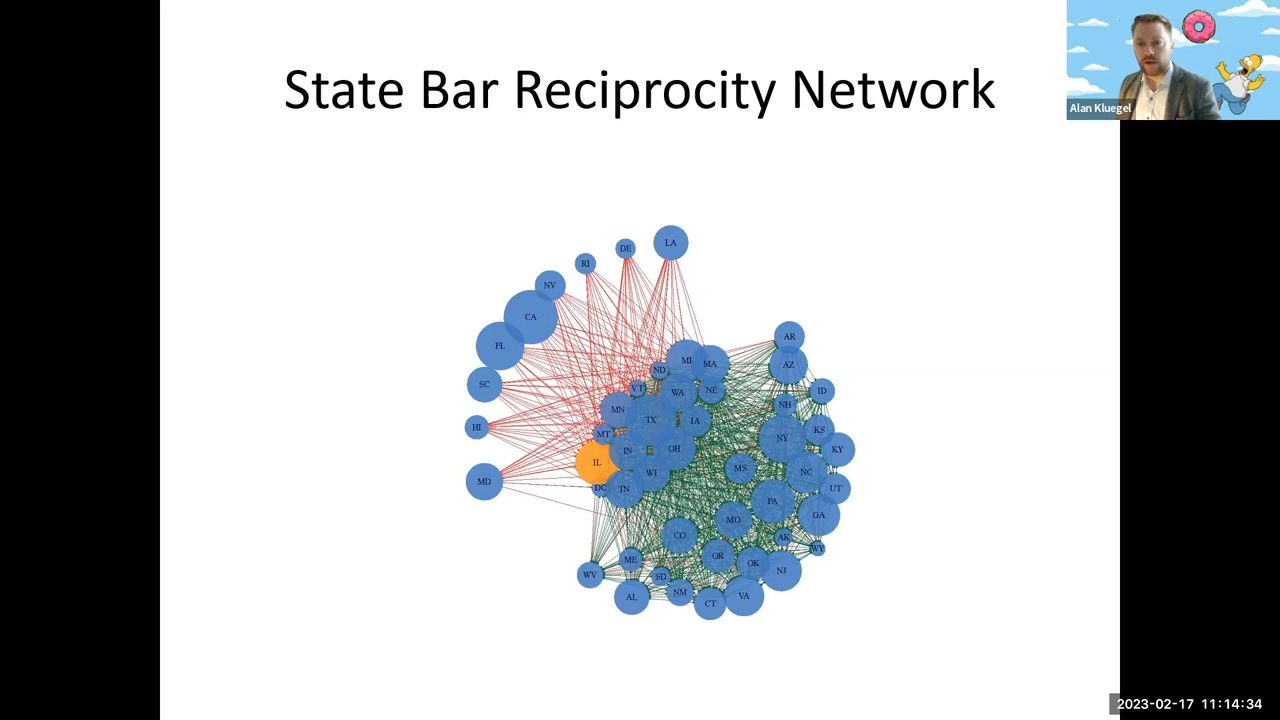 State Bar Reciprocity Network
Alan Kluegel
LA
DE
RI
NV
CA
FL
SC
HI
MD
AR
AZ
MI
MA
ND
VT
WA
NE
ID
NH
MN
TX
IA
KS
MT
NY
KY
IN
OH
IL
WI
MS
NC
DC
TN
UT
PA
GA
MO
CO
AK
WY
ME
OR
OK
NJ
WV
SD
AL
NM
CT
VA
2023-02-17 11:14:34